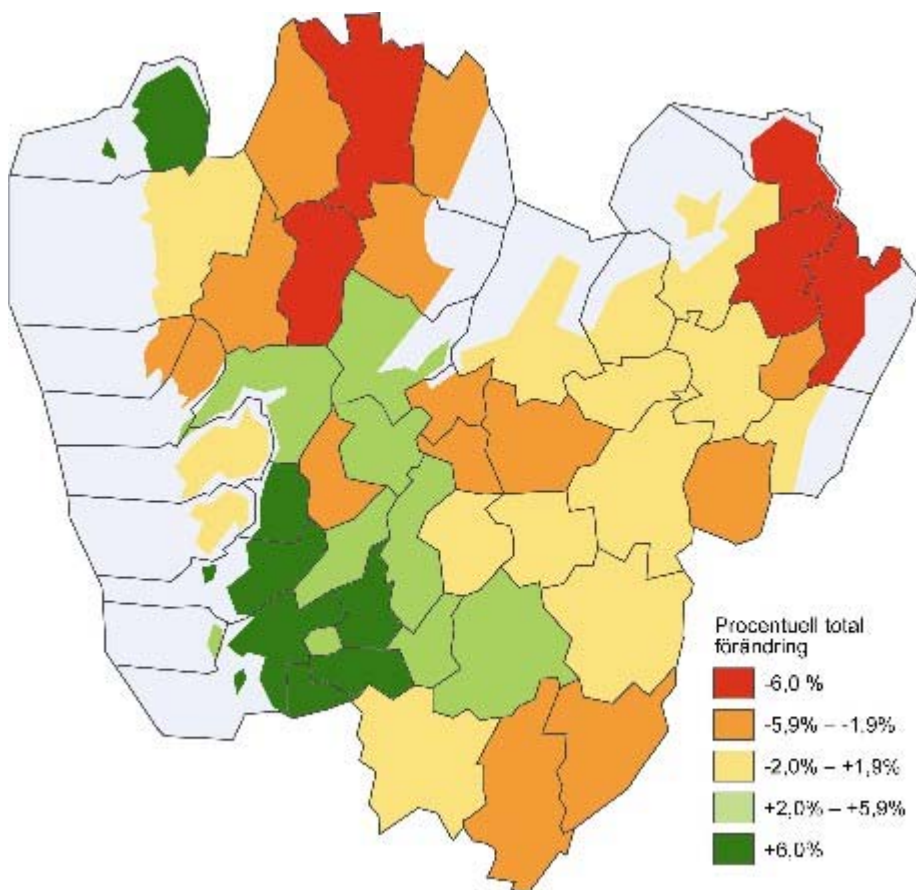 Procentuell total
förändring
-6,0 %
-5,9% – -1,9%
-2,0% – +1,9%
+2,0% – +5,9%
+6,0%